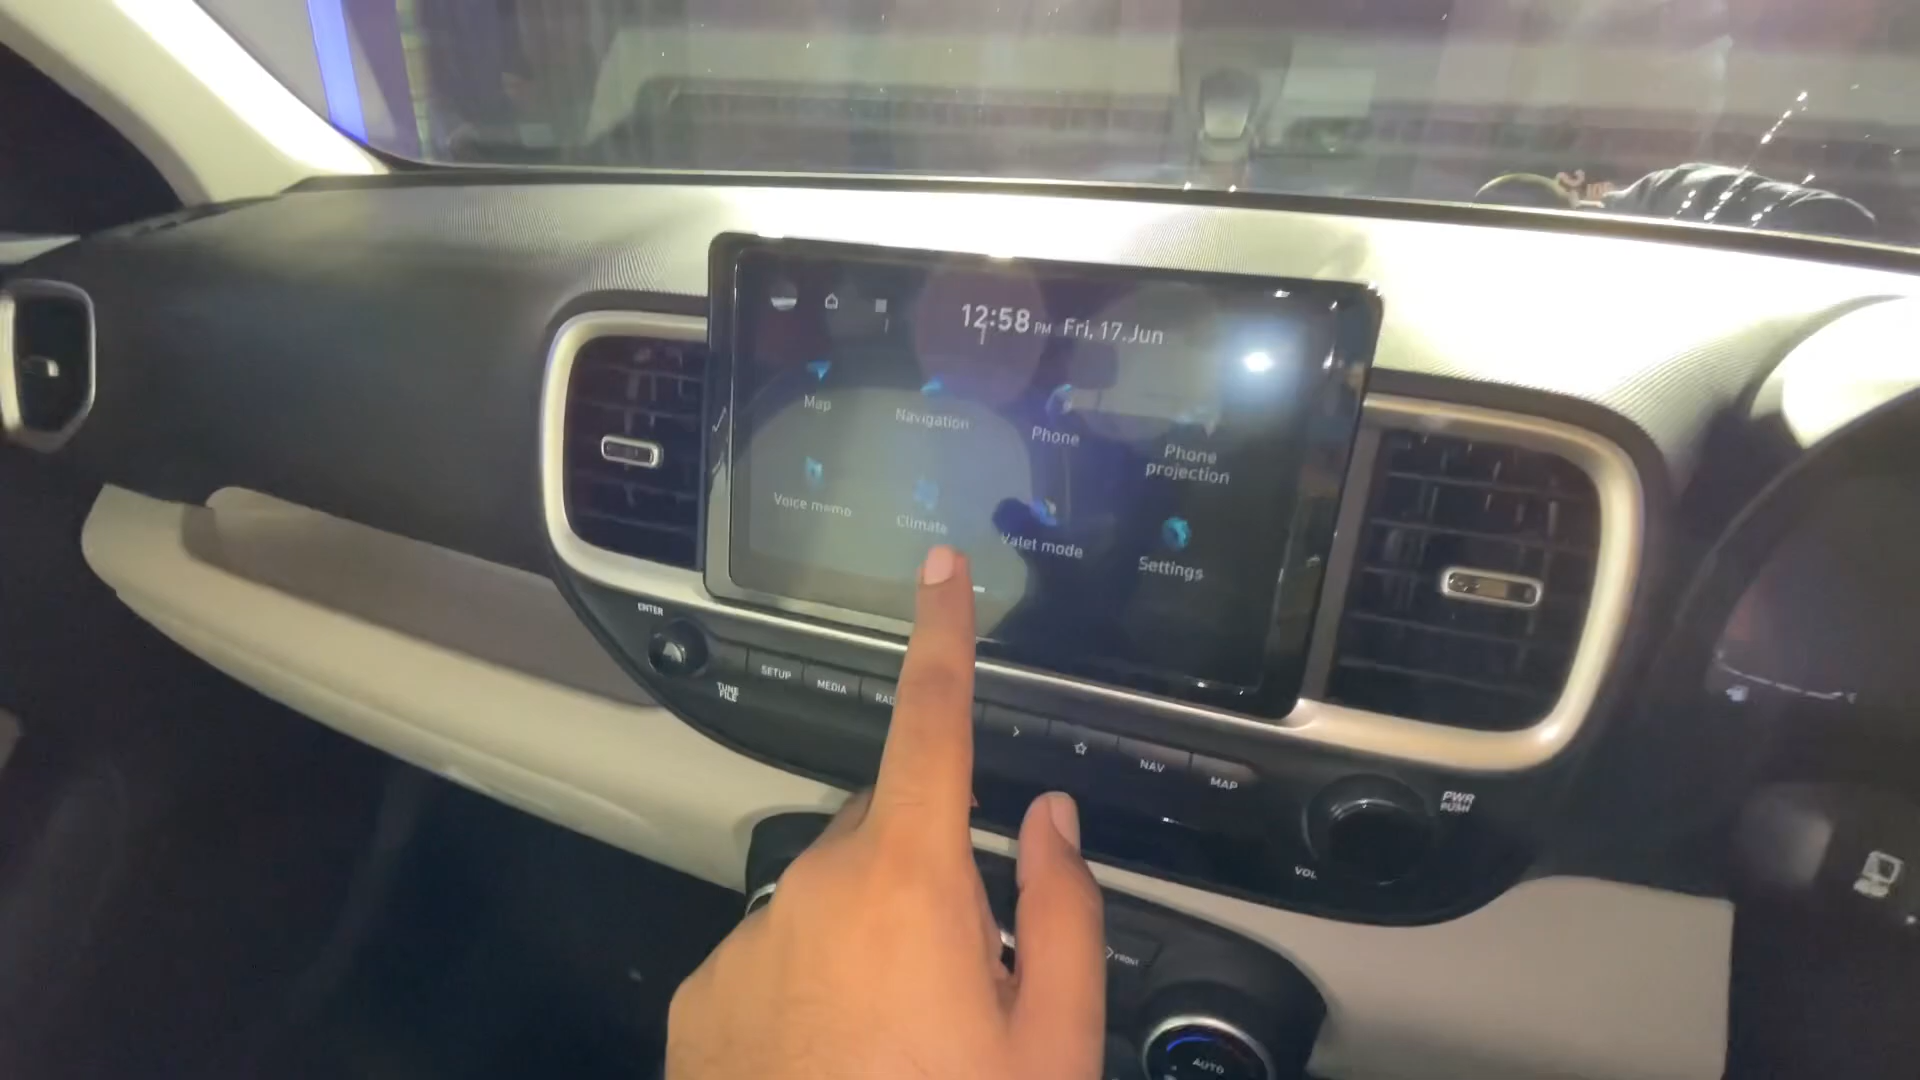 12:58 PM Fri, 17.Jun
Map
Navigation
Phone
Phone
projection
Voice memo
Climate
Valet mode
Settings
ENTER
TUNE
FILE
SETUP
MEDIA
NAV
MAP
PWR
PUSH
VOL
FRONT
AUTO